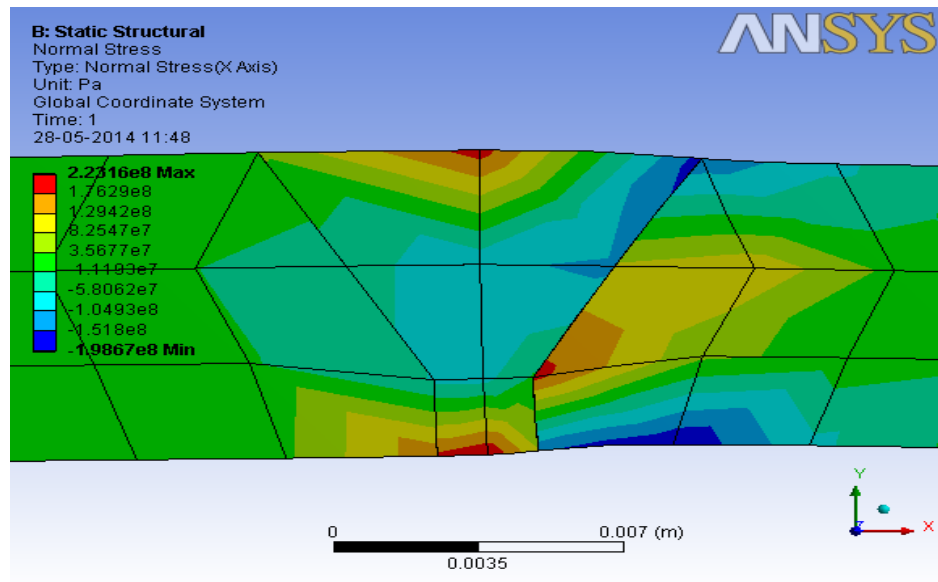 B: Static Structural
Normal Stress
Type: Normal Stress(X Axis)
Unit: Pa
Global Coordinate System
Time: 1
28-05-2014 11:48
ANSYS
2.2316e8 Max
1.7629e8
1.2942e8
8.2547e7
3.5677e7
-1.1193e7
-5.8062e7
-1.0493e8
-1.518e8
-1.9867e8 Min
0
0.007 (m)
0.0035
Y
Z
X